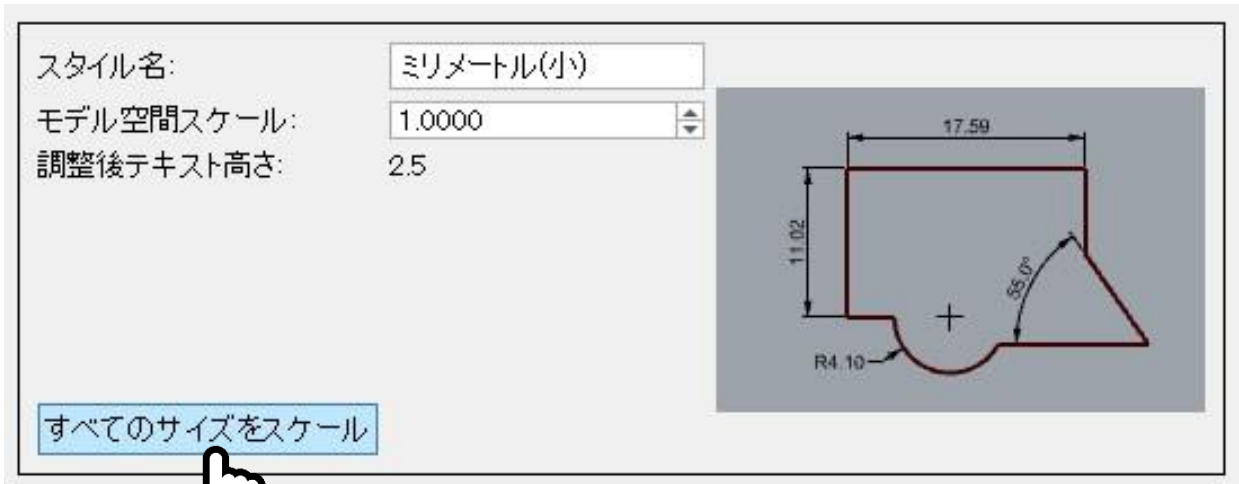 スタイル名:
ミリメートル(小)
モデル空間スケール:
1.0000
調整後テキスト高さ:
2.5
17.59
11.02
55.0°
R4.10
すべてのサイズをスケール